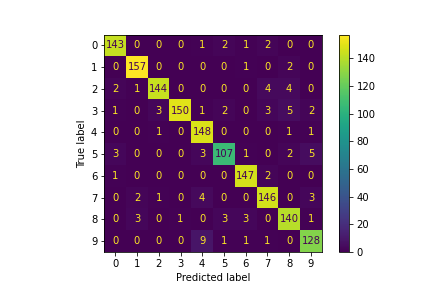 0 143 0 0 0 1 2 1 2 0 0
1 0 157 0 0 0 0 1 0 2 0
2 2 1 144 0 0 0 0 4 4 0
3 1 0 3 150 1 2 0 3 5 2
4 0 0 1 0 148 0 0 0 1 1
5 3 0 0 0 3 107 1 0 2 5
6 1 0 0 0 0 0 147 2 0 0
7 0 2 1 0 4 0 0 146 0 3
8 0 3 0 1 0 3 3 0 140 1
9 0 0 0 0 9 1 1 1 0 128
0 1 2 3 4 5 6 7 8 9
Predicted label
True label
140
120
100
80
60
40
20
0